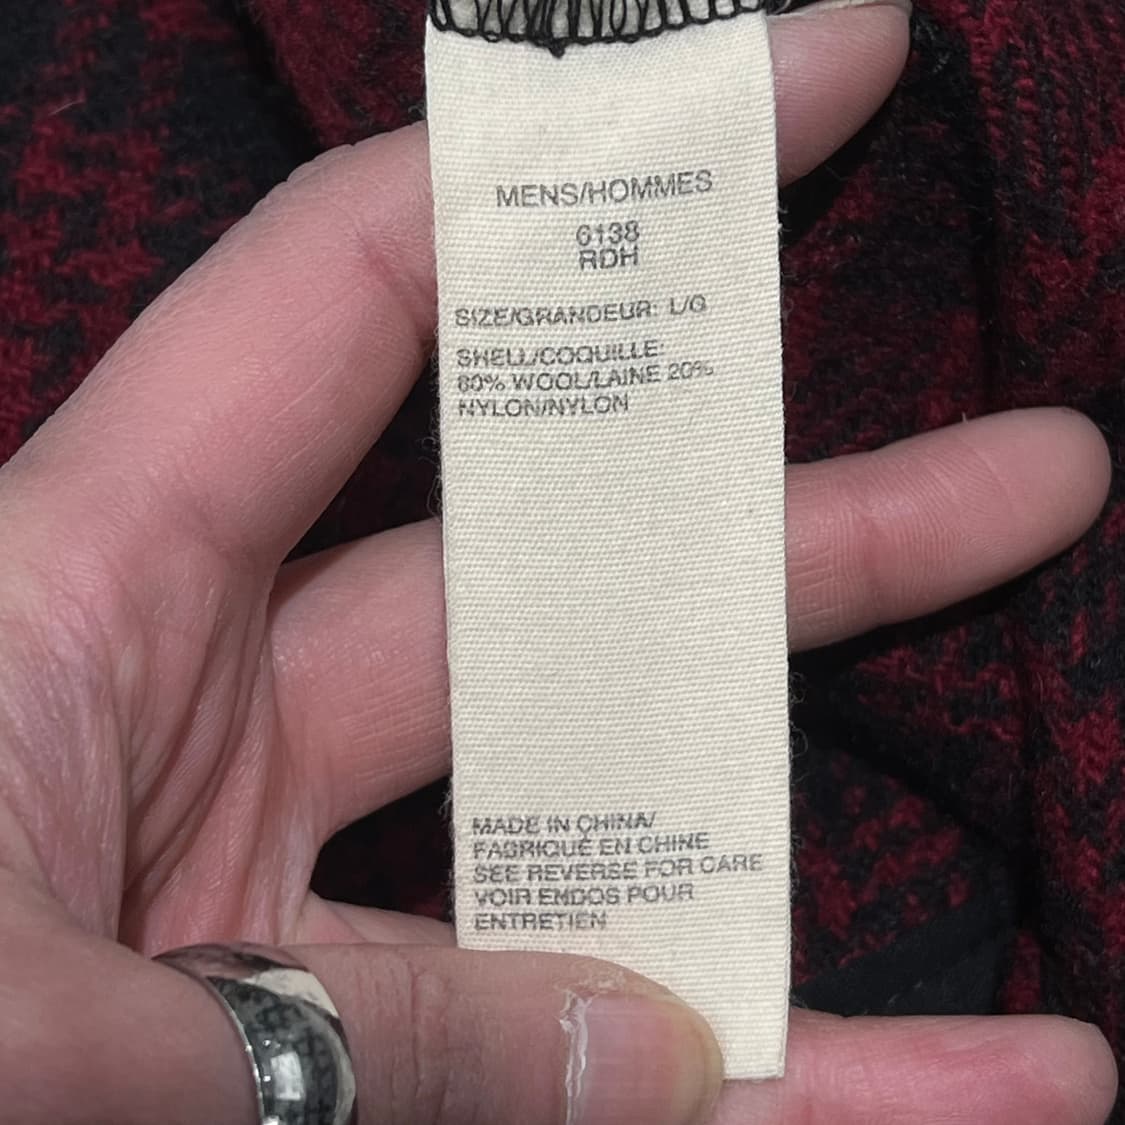 MENS/HOMMES
6138
RDH
SIZE/GRANDEUR: L/G
SHELL/COQUILLE:
80% WOOL/LAINE 20%
NYLON/NYLON
MADE IN CHINA/
FABRIQUÉ EN CHINE
SEE REVERSE FOR CARE
VOIR ENDOS POUR
ENTRETIEN